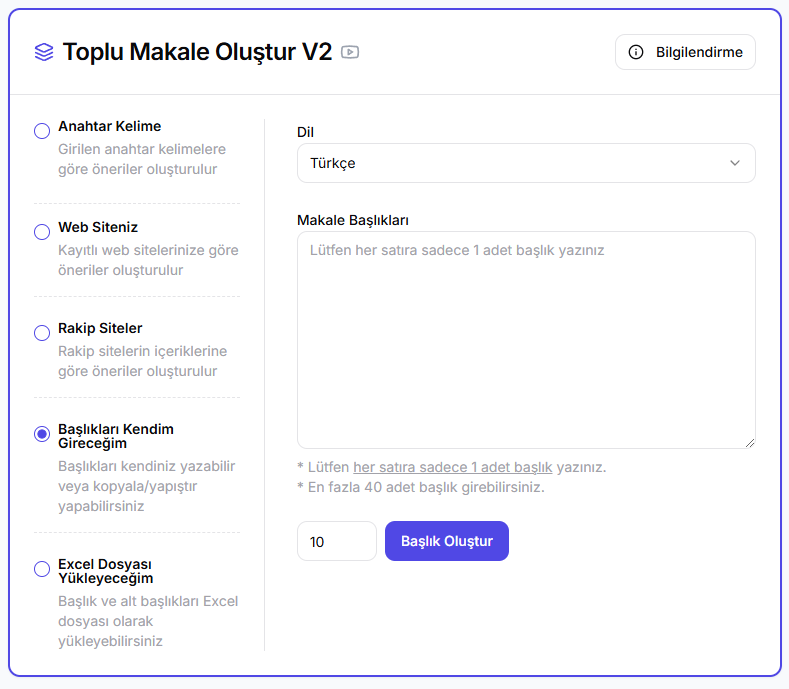 Toplu Makale Oluştur V2
Bilgilendirme
Anahtar Kelime
Girilen anahtar kelimelere
göre öneriler oluşturulur
Web Siteniz
Kayıtlı web sitelerinize göre
öneriler oluşturulur
Rakip Siteler
Rakip sitelerin içeriklerine
göre öneriler oluşturulur
Başlıkları Kendim
Gireceğim
Başlıkları kendiniz yazabilir
veya kopyala/yapıştır
yapabilirsiniz
Excel Dosyası
Yükleyeceğim
Başlık ve alt başlıkları Excel
dosyası olarak
yükleyebilirsiniz
Dil
Türkçe
Makale Başlıkları
Lütfen her satıra sadece 1 adet başlık yazınız
* Lütfen her satıra sadece 1 adet başlık yazınız.
* En fazla 40 adet başlık girebilirsiniz.
10
Başlık Oluştur